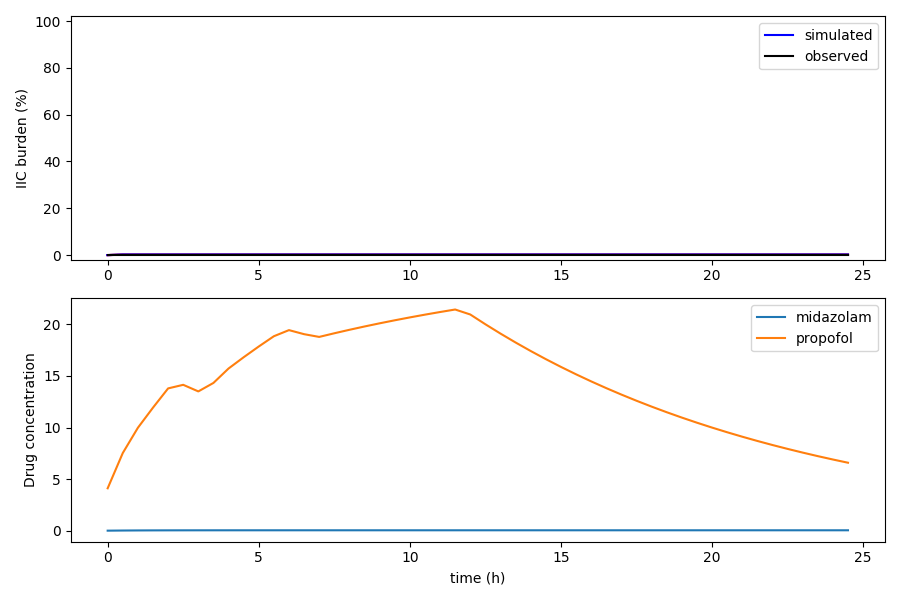 IIC burden (%)
100
80
60
40
20
0
0 5 10 15 20 25
simulated
observed
Drug concentration
20
15
10
5
0
0 5 10 15 20 25
midazolam
propofol
time (h)